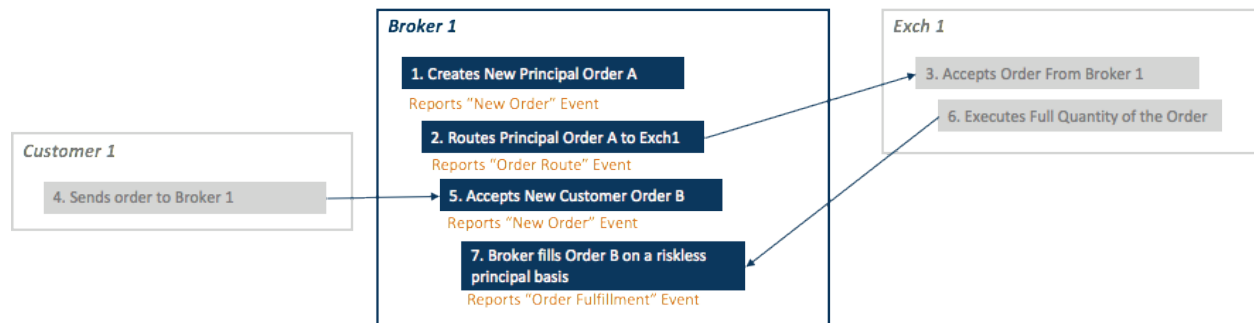 Broker 1
1. Creates New Principal Order A
Reports "New Order" Event
2. Routes Principal Order A to Exch1
Reports "Order Route" Event
5. Accepts New Customer Order B
Reports "New Order" Event
7. Broker fills Order B on a riskless
principal basis
Reports "Order Fulfillment" Event
Customer 1
4. Sends order to Broker 1
Exch 1
3. Accepts Order From Broker 1
6. Executes Full Quantity of the Order